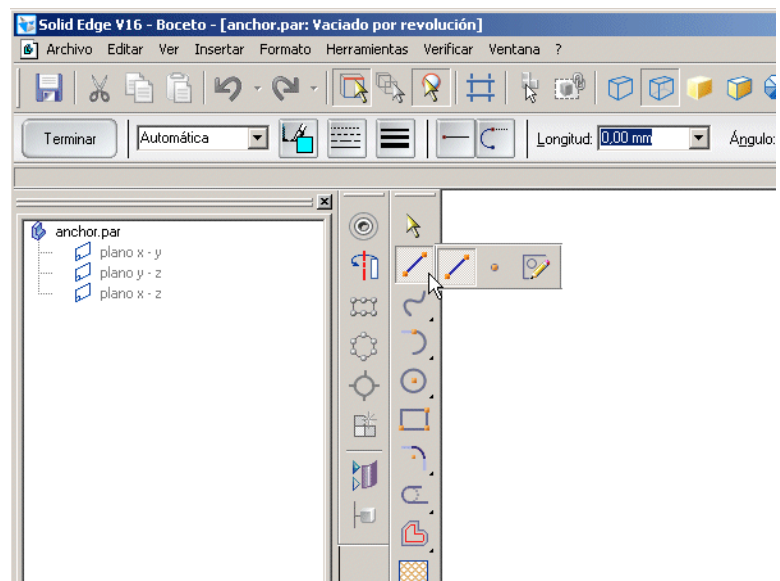 Solid Edge V16 - Boceto - [anchor.par: Vaciado por revolución]
Archivo Editar Ver Insertar Formato Herramientas Verificar Ventana ?
Terminar Automática Longitud: 0,00 mm Ángulo:
anchor.par
plano x - y
plano y - z
plano x - z